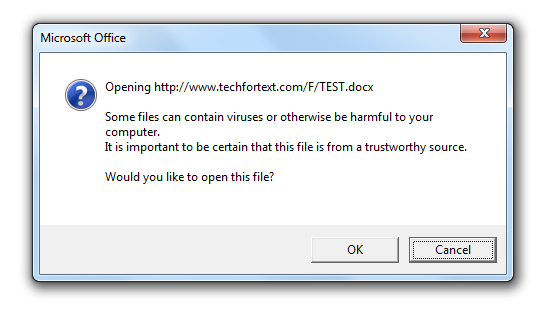 Microsoft Office
Opening http://www.techfortext.com/F/TEST.docx
Some files can contain viruses or otherwise be harmful to your
computer.
It is important to be certain that this file is from a trustworthy source.
Would you like to open this file?
OK
Cancel